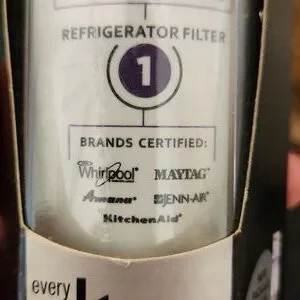 REFRIGERATOR FILTER
1
BRANDS CERTIFIED:
Whirlpool® MAYTAG®
Amana® JENN-AIR®
KitchenAid®
every